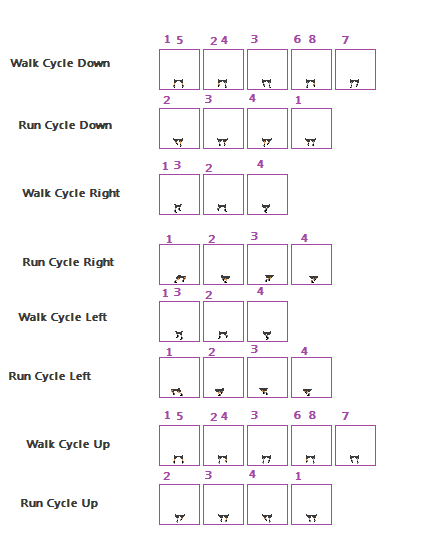 1 5 2 4 3 6 8 7
Walk Cycle Down
2 3 4 1
Run Cycle Down
1 3 2 4
Walk Cycle Right
1 2 3 4
Run Cycle Right
1 3 2 4
Walk Cycle Left
1 2 3 4
Run Cycle Left
1 5 2 4 3 6 8 7
Walk Cycle Up
2 3 4 1
Run Cycle Up